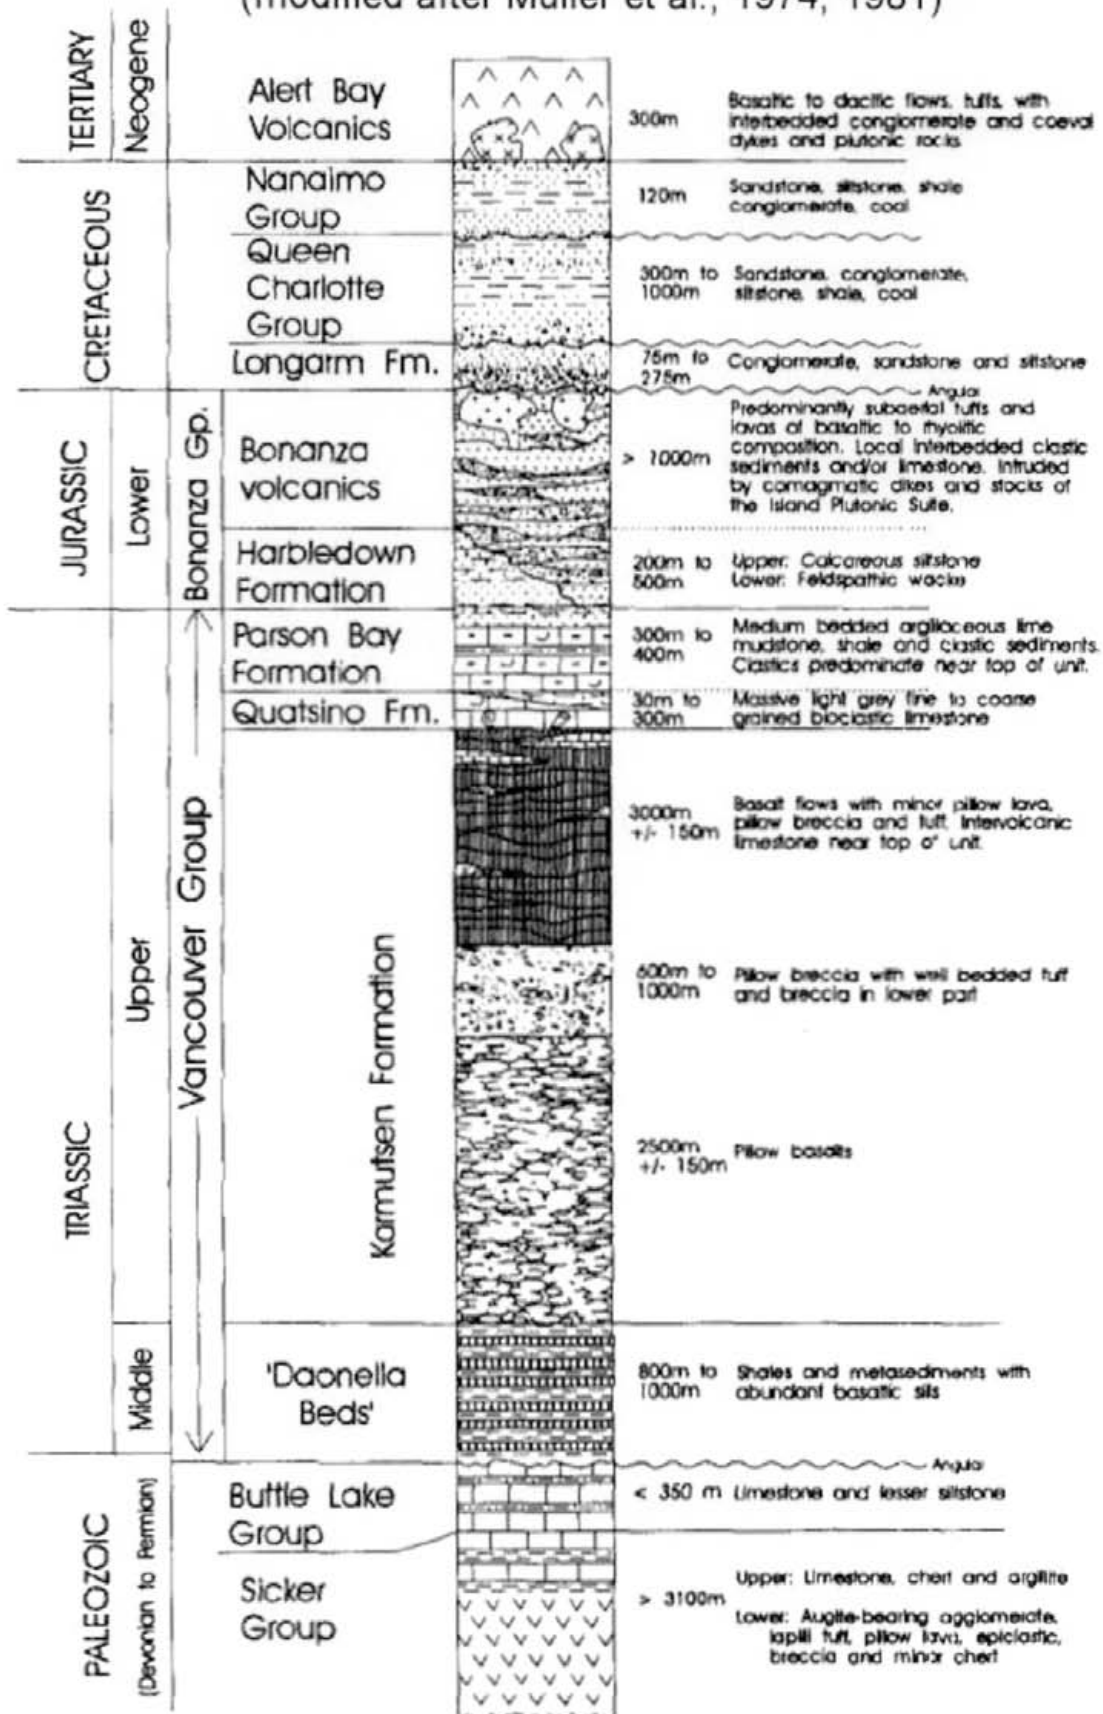 (modified after Muller et al., 1974, 1981)
TERTIARY
Neogene
Alert Bay
Volcanics
300m
Basaltic to dacitic flows, tuffs, with
interbedded conglomerate and coeval
dykes and plutonic rocks
CRETACEOUS
Nanaimo
Group
120m
Sandstone, siltstone, shale
conglomerate, coal
Queen
Charlotte
Group
300m to
1000m
Sandstone, conglomerate,
siltstone, shale, coal
Longarm Fm.
75m to
275m
Conglomerate, sandstone and siltstone
Angular
JURASSIC
Lower
Bonanza Gp.
Bonanza
volcanics
> 1000m
Predominantly subaerial tuffs and
lavas of basaltic to rhyolitic
composition. Local interbedded clastic
sediments and/or limestone. Intruded
by comagmatic dikes and stocks of
the Island Plutonic Suite.
Harbledown
Formation
200m to
500m
Upper: Calcareous siltstone
Lower: Feldspathic wacke
TRIASSIC
Upper
Vancouver Group
Parson Bay
Formation
300m to
400m
Medium bedded argillaceous lime
mudstone, shale and clastic sediments.
Clastics predominate near top of unit.
Quatsino Fm.
30m to
300m
Massive light grey fine to coarse
grained bioclastic limestone
Karmutsen Formation
3000m
+/- 150m
Basalt flows with minor pillow lava,
pillow breccia and tuff. Intervolcanic
limestone near top of unit.
600m to
1000m
Pillow breccia with well bedded tuff
and breccia in lower part
2500m
+/- 150m
Pillow basalts
Middle
'Daonella
Beds'
800m to
1000m
Shales and metasediments with
abundant basaltic sills
Angular
PALEOZOIC
(Devonian to Permian)
Buttle Lake
Group
< 350 m
Limestone and lesser siltstone
Sicker
Group
> 3100m
Upper: Limestone, chert and argillite
Lower: Augite-bearing agglomerate,
lapilli tuff, pillow lava, epiclastic,
breccia and minor chert